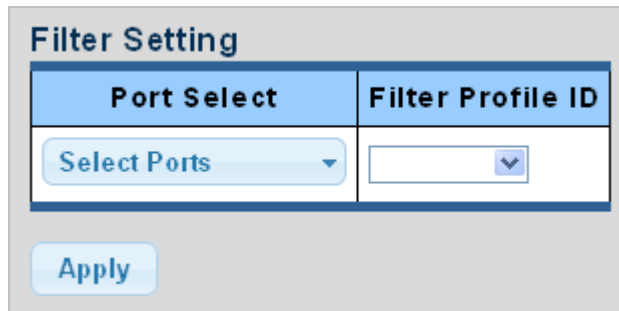 Filter Setting
Port Select Filter Profile ID
Select Ports
Apply